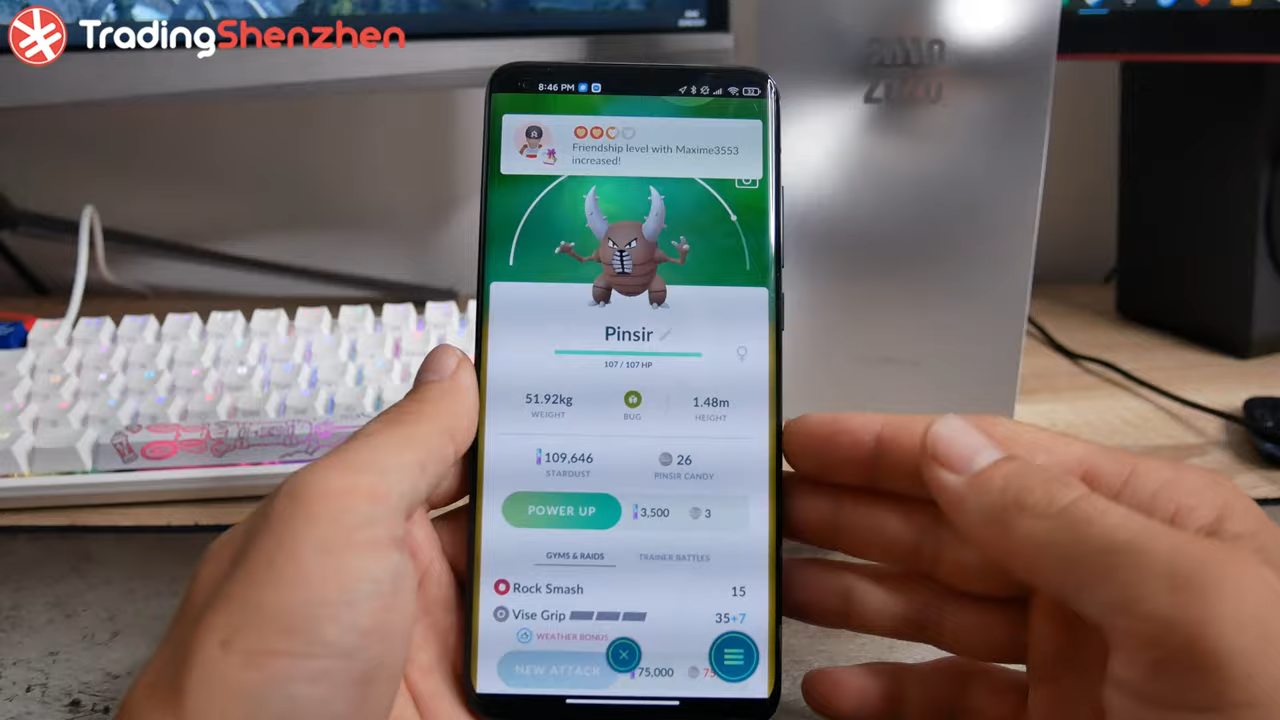 TradingShenzhen
8:46 PM
32
Friendship level with Maxime3553
increased!
Pinsir
107 / 107 HP
51.92kg
WEIGHT
BUG
1.48m
HEIGHT
109,646
STARDUST
26
PINSIR CANDY
POWER UP
3,500
3
GYMS & RAIDS
TRAINER BATTLES
Rock Smash
15
Vise Grip
35+7
WEATHER BONUS
NEW ATTACK
75,000
75